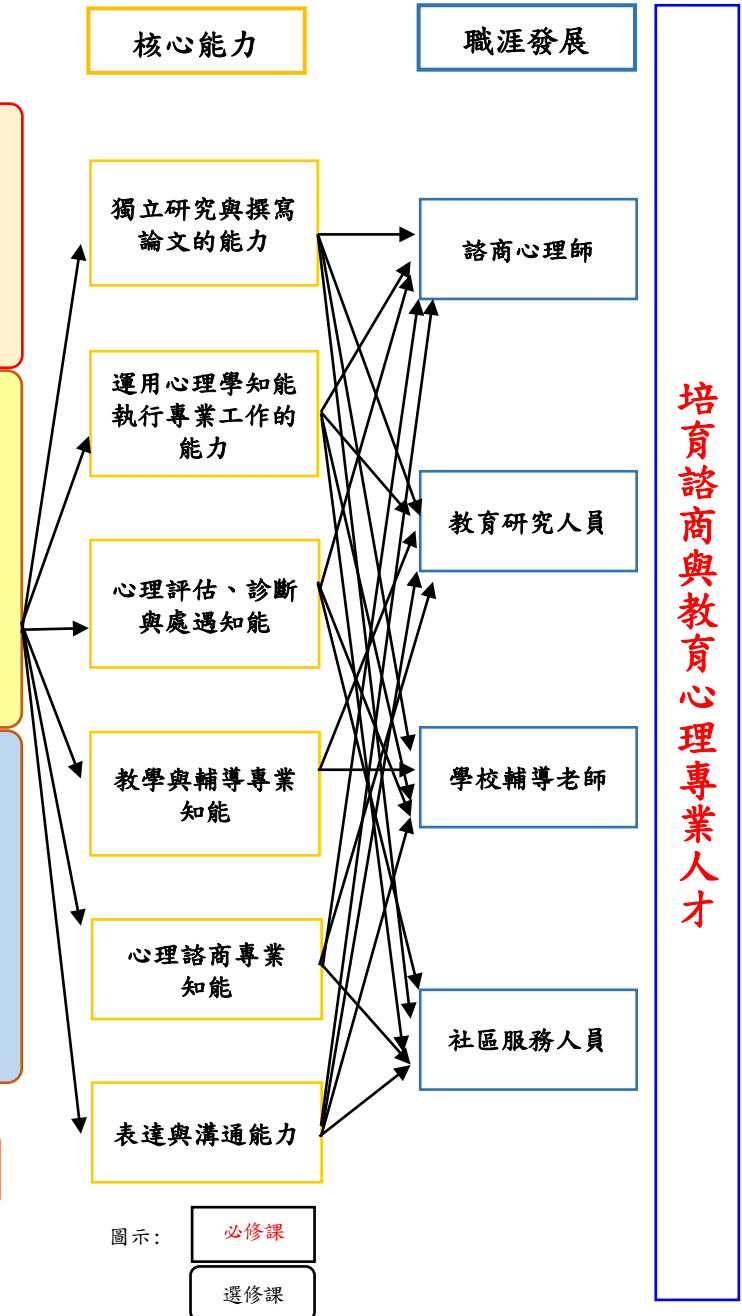 核心能力
職涯發展
獨立研究與撰寫
論文的能力
運用心理學知能
執行專業工作的
能力
心理評估、診斷
與處遇知能
教學與輔導專業
知能
心理諮商專業
知能
表達與溝通能力
諮商心理師
教育研究人員
學校輔導老師
社區服務人員
培育諮商與教育心理專業人才
圖示:
必修課
選修課